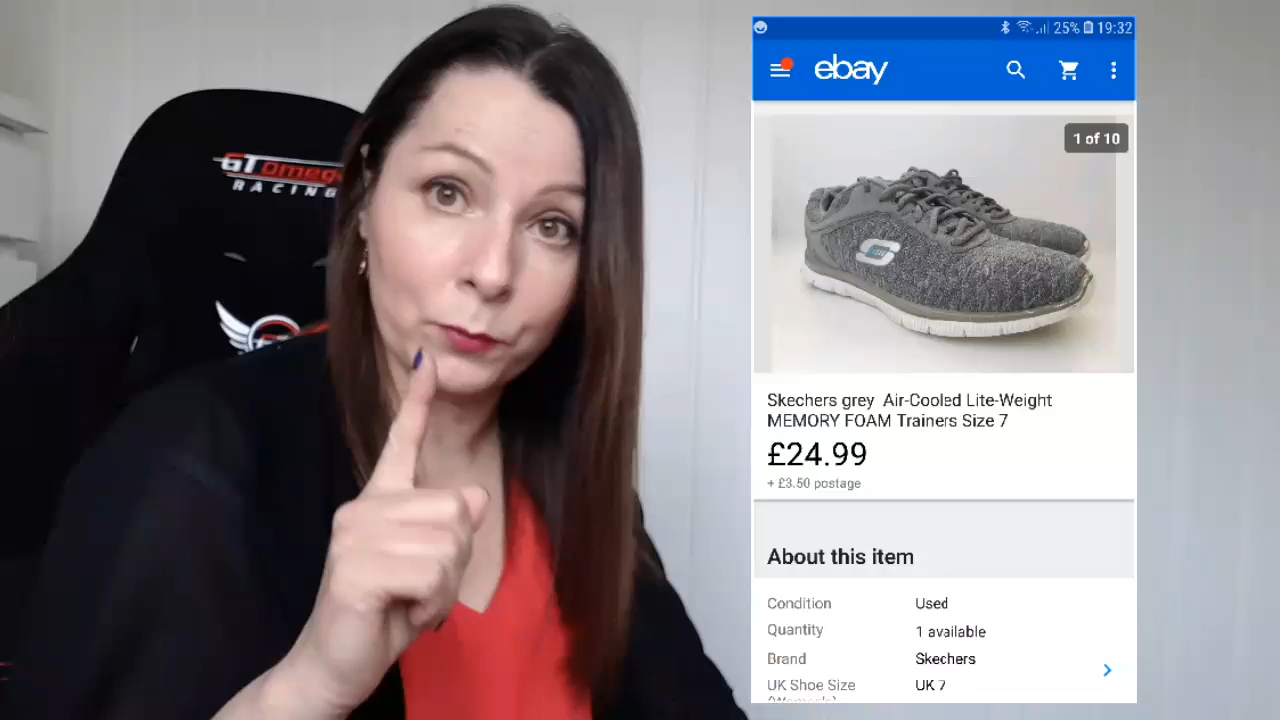 GT omega
RACING
25% 19:32
ebay
1 of 10
Skechers grey Air-Cooled Lite-Weight
MEMORY FOAM Trainers Size 7
£24.99
+ £3.50 postage
About this item
Condition Used
Quantity 1 available
Brand Skechers
UK Shoe Size UK 7